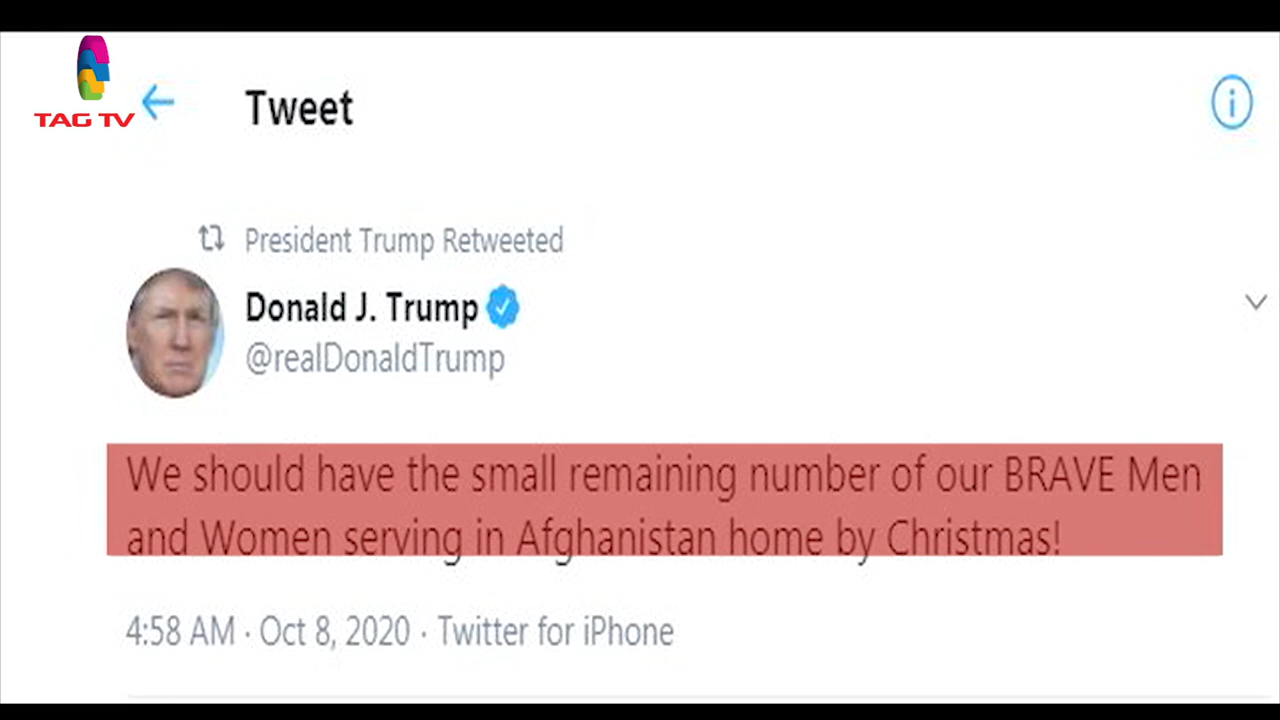 TAG TV
Tweet
President Trump Retweeted
Donald J. Trump
@realDonaldTrump
We should have the small remaining number of our BRAVE Men
and Women serving in Afghanistan home by Christmas!
4:58 AM · Oct 8, 2020 · Twitter for iPhone